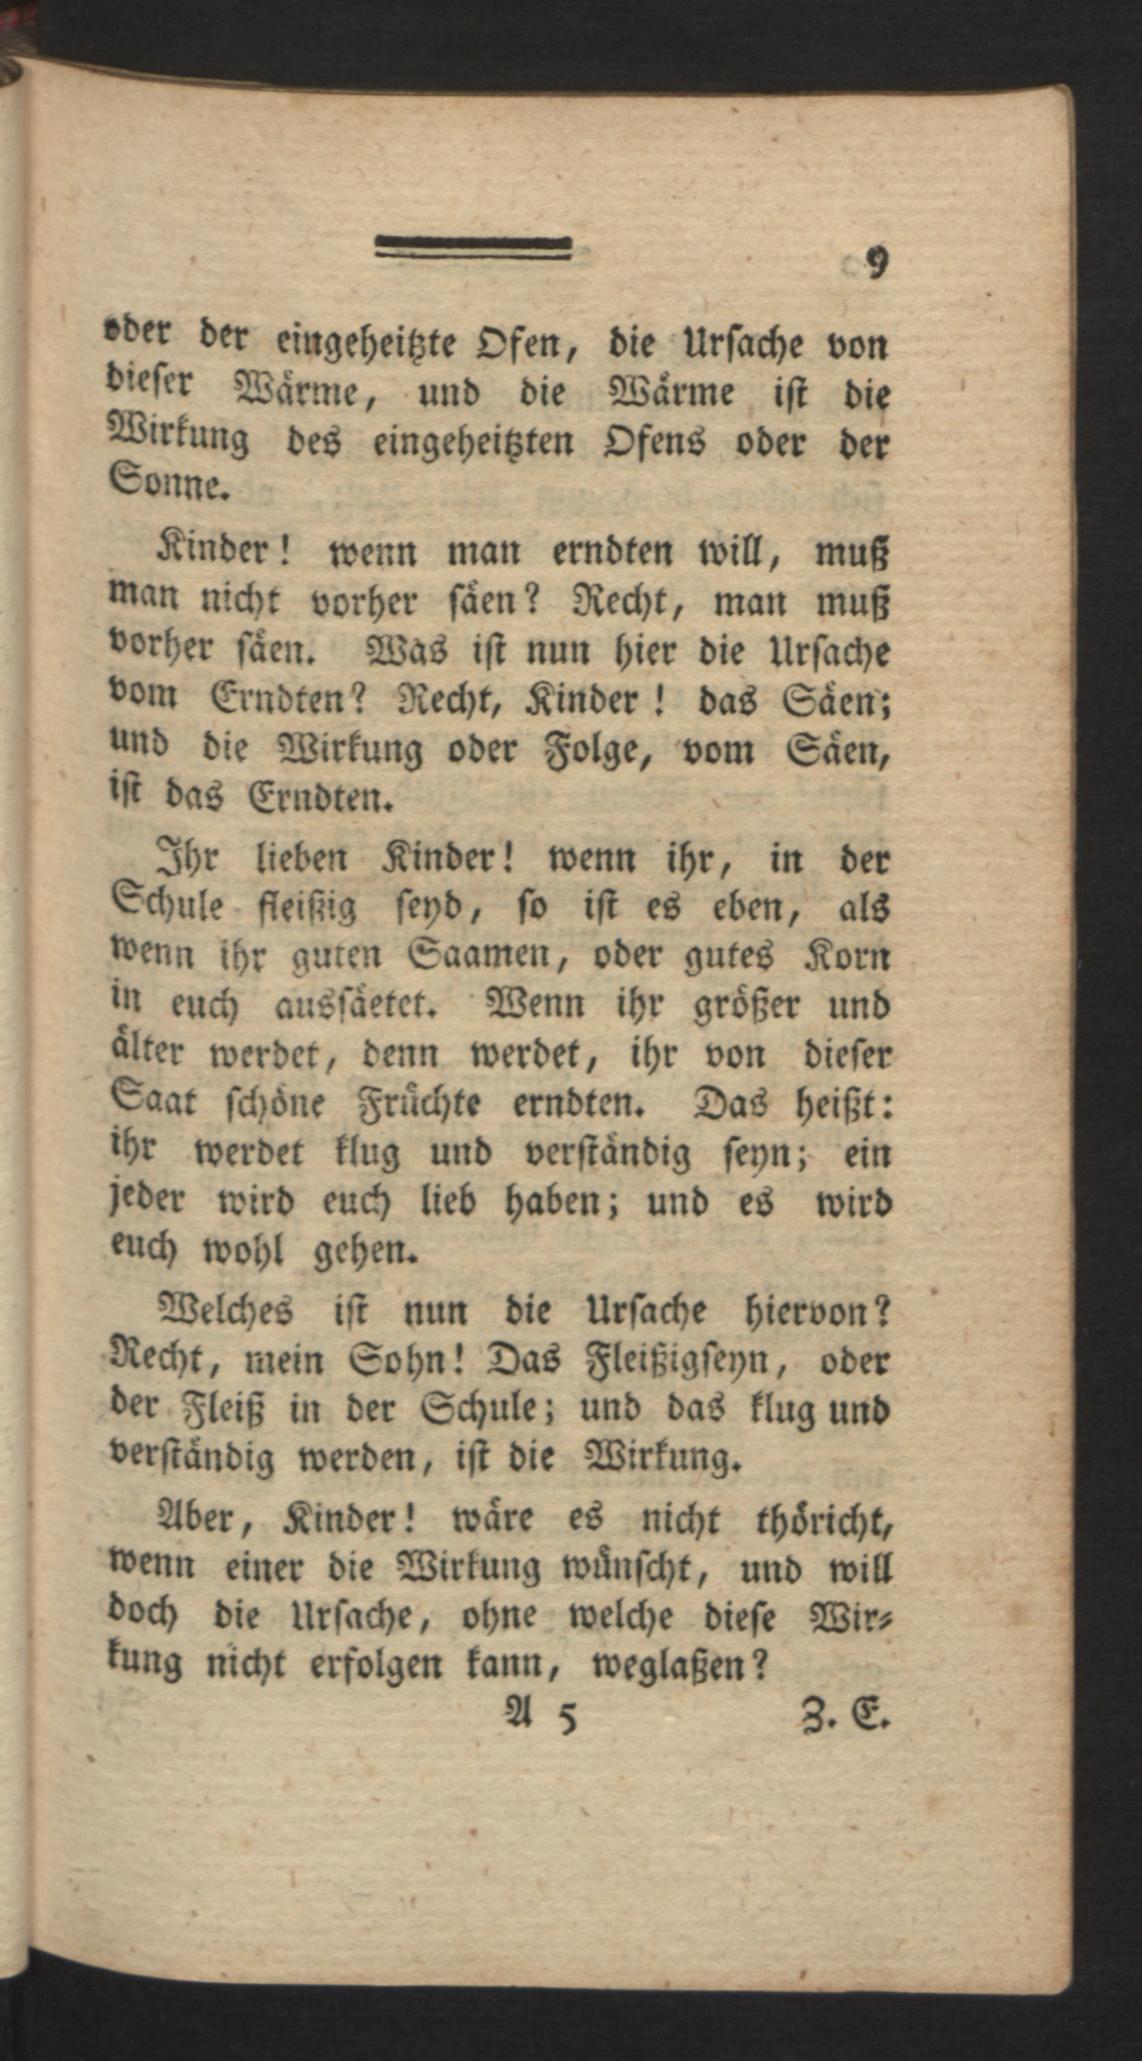 9
oder der eingeheitzte Ofen, die Ursache von
dieser Wärme, und die Wärme ist die
Wirkung des eingeheitzten Ofens oder der
Sonne.
Kinder! wenn man erndten will, muß
man nicht vorher säen? Recht, man muß
vorher säen. Was ist nun hier die Ursache
vom Erndten? Recht, Kinder! das Säen;
und die Wirkung oder Folge, vom Säen,
ist das Erndten.
Ihr lieben Kinder! wenn ihr, in der
Schule fleißig seyd, so ist es eben, als
wenn ihr guten Saamen, oder gutes Korn
in euch aussäetet. Wenn ihr größer und
älter werdet, denn werdet, ihr von dieser
Saat schöne Früchte erndten. Das heißt:
ihr werdet klug und verständig seyn; ein
jeder wird euch lieb haben; und es wird
euch wohl gehen.
Welches ist nun die Ursache hiervon?
Recht, mein Sohn! Das Fleißigseyn, oder
der Fleiß in der Schule; und das klug und
verständig werden, ist die Wirkung.
Aber, Kinder! wäre es nicht thöricht,
wenn einer die Wirkung wünscht, und will
doch die Ursache, ohne welche diese Wir-
kung nicht erfolgen kann, weglaßen?
A 5 Z. E.